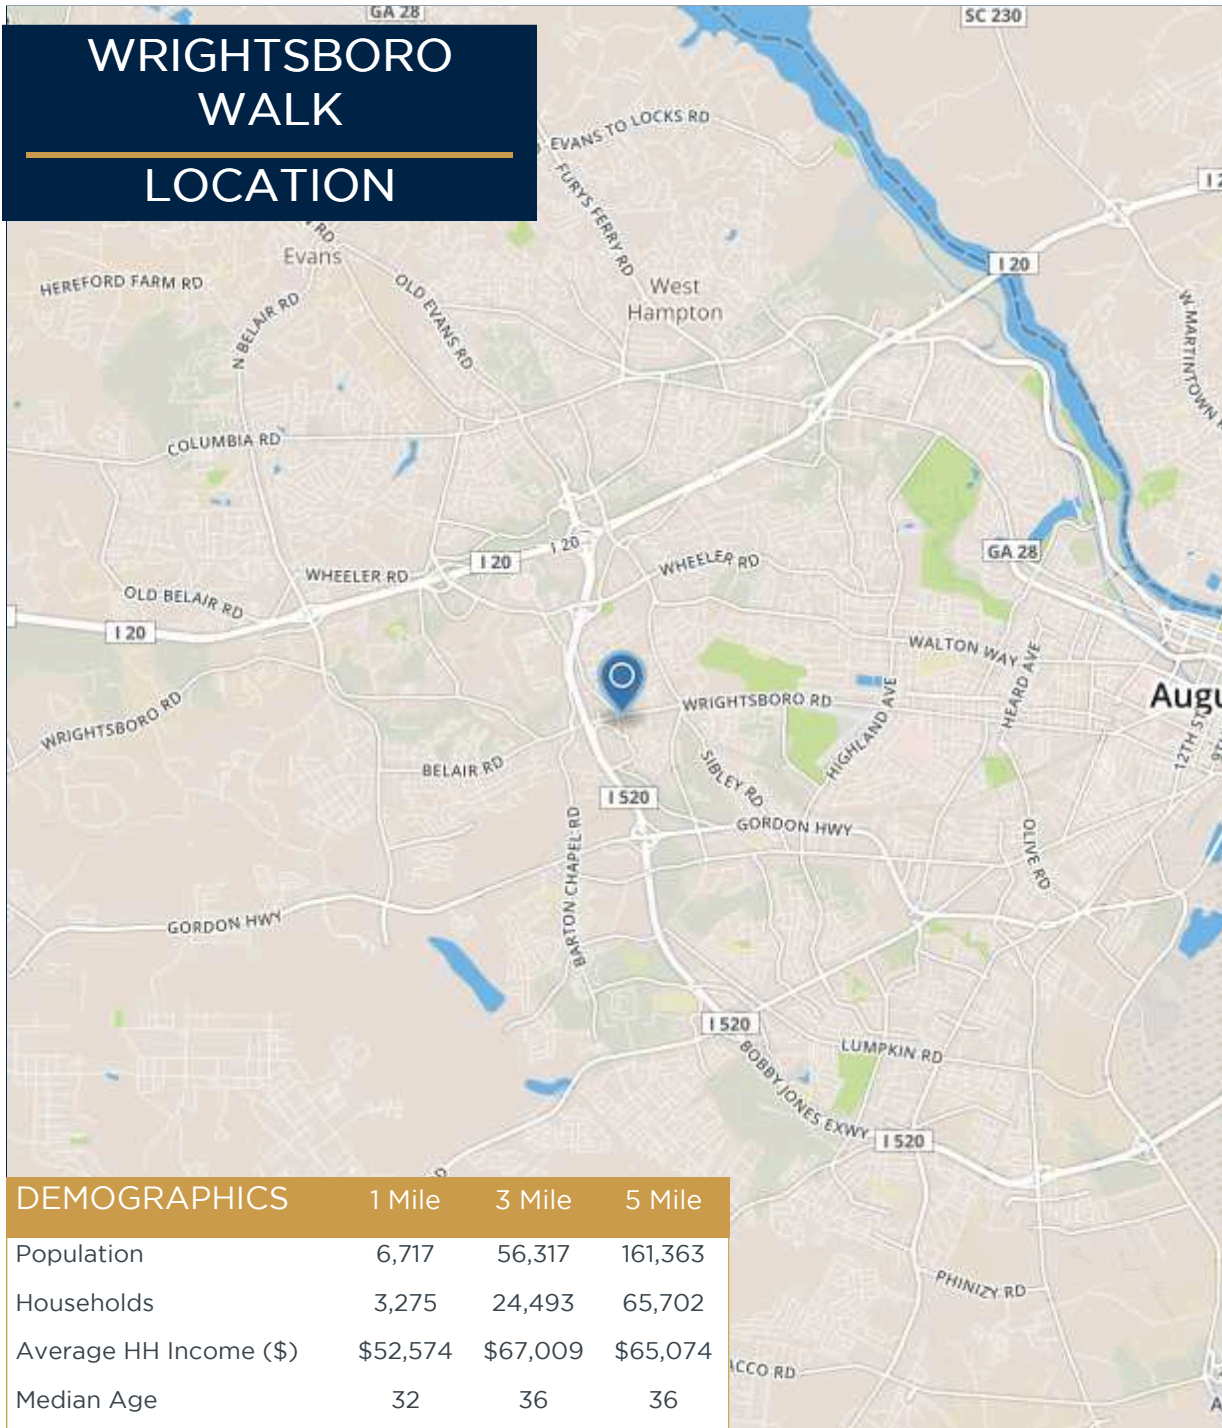 GA 28
SC 230
WRIGHTSBORO
WALK
LOCATION
EVANS TO LOCKS RD
FURYS FERRY RD
RD
Evans
HEREFORD FARM RD
N BELAIR RD
OLD EVANS RD
West
Hampton
I 20
W MARTINTOWN
COLUMBIA RD
WHEELER RD
I 20
I 20
WHEELER RD
GA 28
OLD BELAIR RD
I 20
WALTON WAY
HEARD AVE
WRIGHTSBORO RD
WRIGHTSBORO RD
HIGHLAND AVE
Augu
12TH ST
BELAIR RD
SIBLEY RD
I 520
GORDON HWY
BARTON CHAPEL RD
OLIVE RD
GORDON HWY
I 520
LUMPKIN RD
BOBBY JONES EXWY
I 520
PHINIZY RD
ACCO RD
DEMOGRAPHICS 1 Mile 3 Mile 5 Mile
Population 6,717 56,317 161,363
Households 3,275 24,493 65,702
Average HH Income ($) $52,574 $67,009 $65,074
Median Age 32 36 36